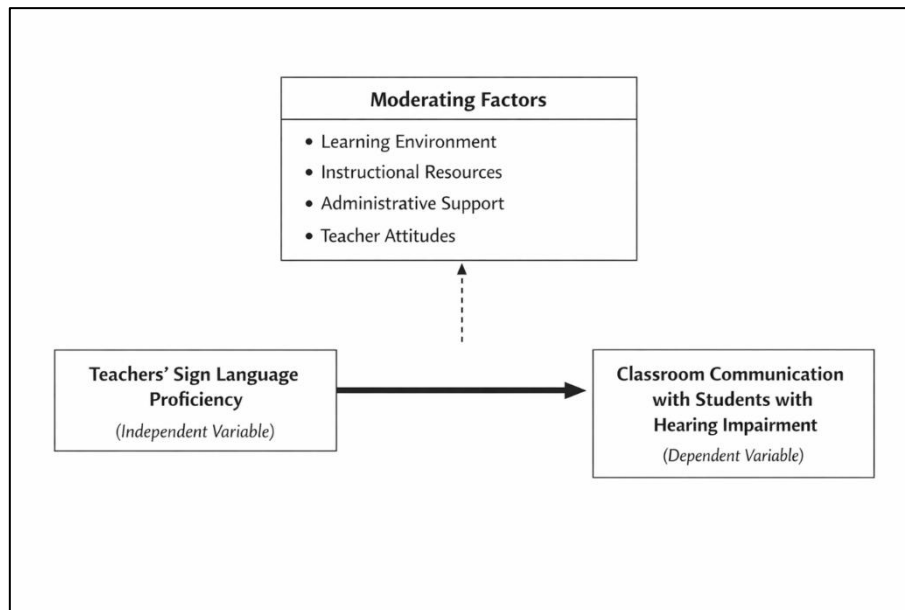 Moderating Factors
• Learning Environment
• Instructional Resources
• Administrative Support
• Teacher Attitudes
Teachers' Sign Language
Proficiency
(Independent Variable)
Classroom Communication
with Students with
Hearing Impairment
(Dependent Variable)